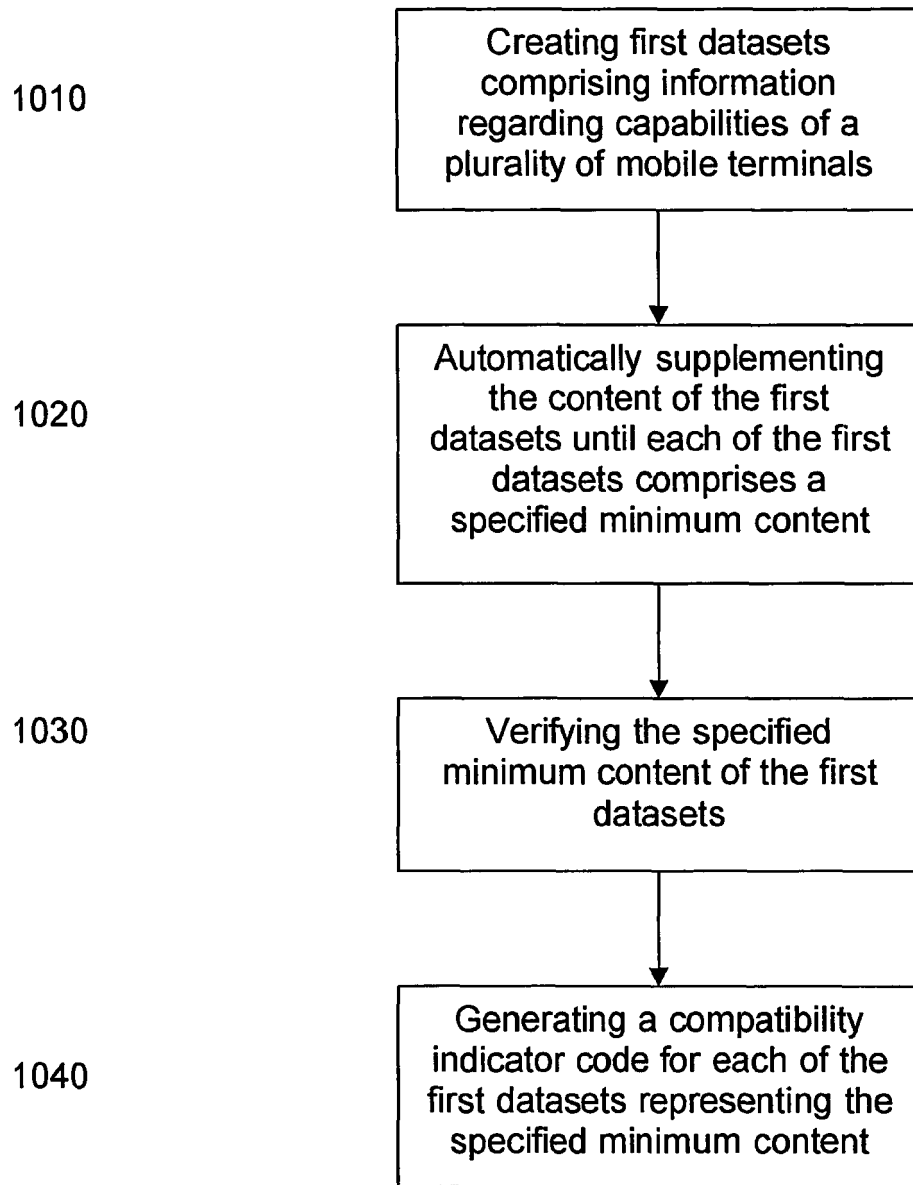 1010
Creating first datasets
comprising information
regarding capabilities of a
plurality of mobile terminals
1020
Automatically supplementing
the content of the first
datasets until each of the first
datasets comprises a
specified minimum content
1030
Verifying the specified
minimum content of the first
datasets
1040
Generating a compatibility
indicator code for each of the
first datasets representing the
specified minimum content